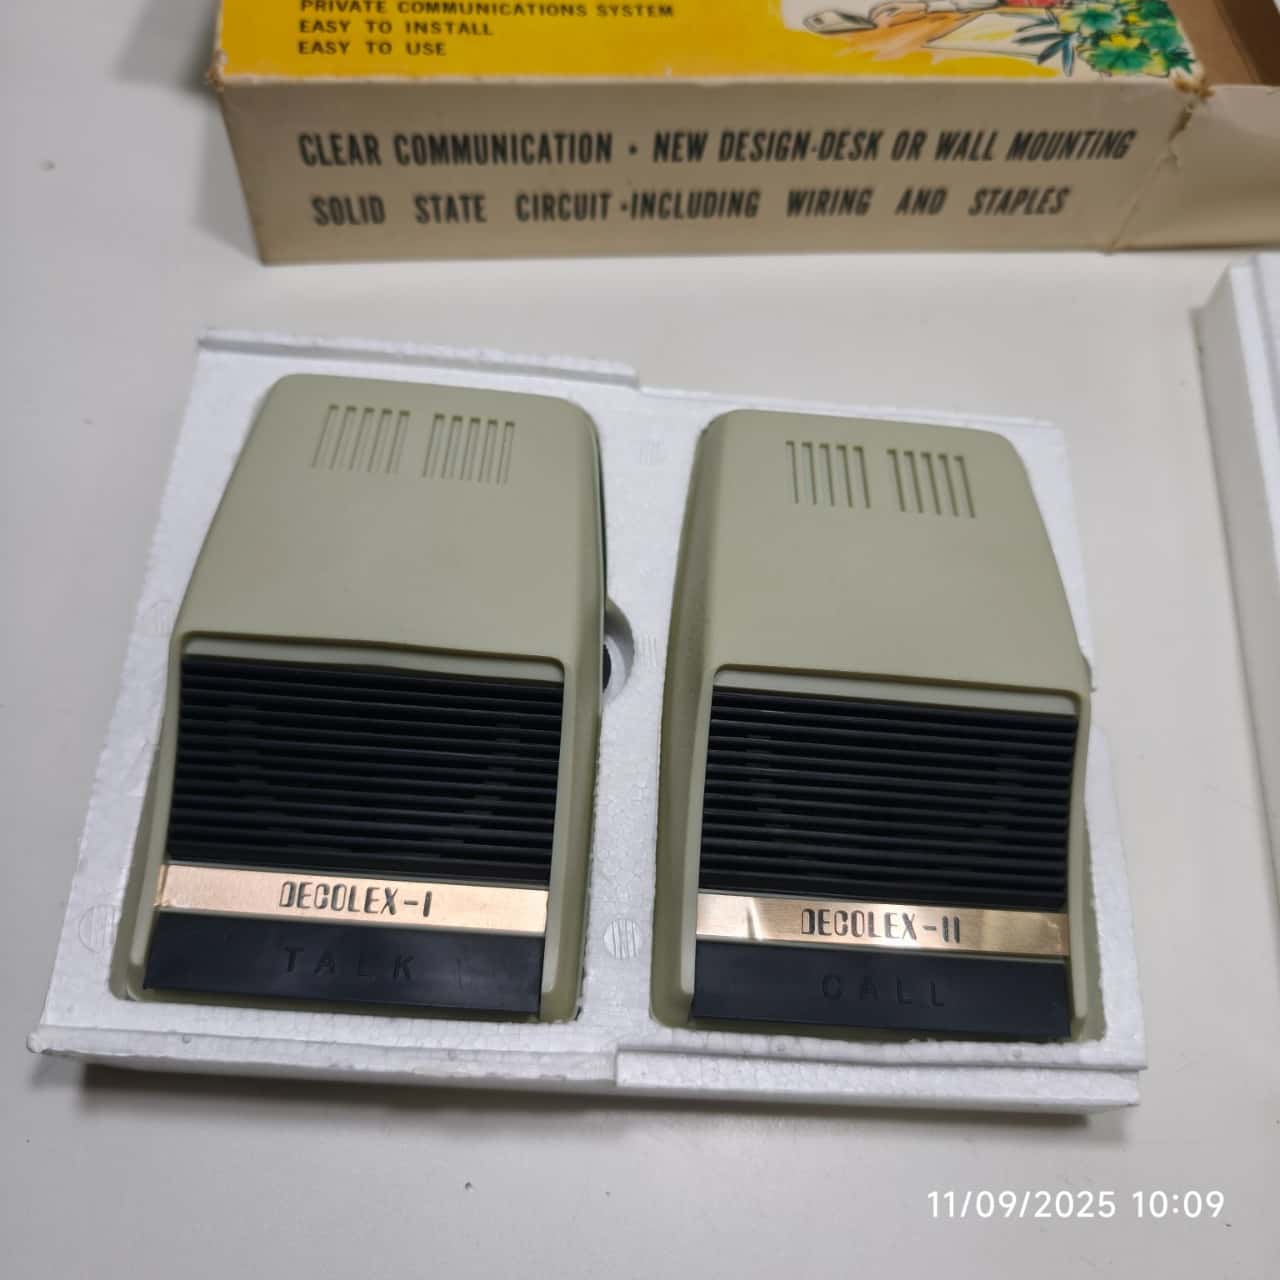 PRIVATE COMMUNICATIONS SYSTEM
EASY TO INSTALL
EASY TO USE
CLEAR COMMUNICATION · NEW DESIGN-DESK OR WALL MOUNTING
SOLID STATE CIRCUIT · INCLUDING WIRING AND STAPLES
DECOLEX-I
TALK
DECOLEX-II
CALL
11/09/2025 10:09